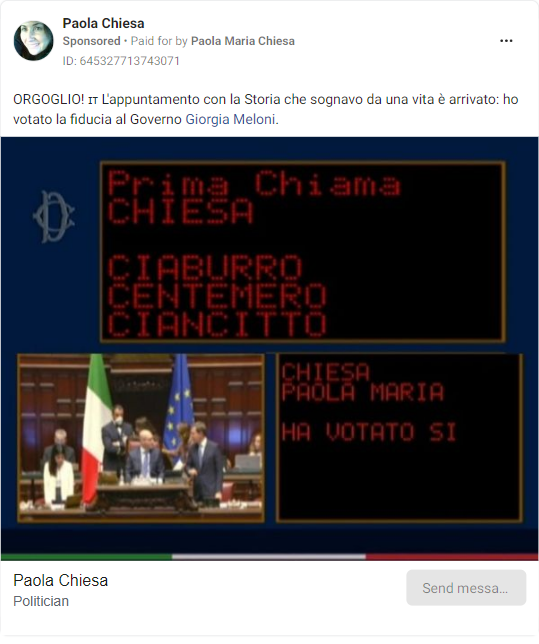 Paola Chiesa
Sponsored • Paid for by Paola Maria Chiesa
ID: 645327713743071
ORGOGLIO! IT L'appuntamento con la Storia che sognavo da una vita è arrivato: ho
votato la fiducia al Governo Giorgia Meloni.
Prima Chiama
CHIESA
CIABURRO
CENTEMERO
CIANCITTO
CHIESA
PAOLA MARIA
HA VOTATO SI
Paola Chiesa
Politician
Send messa...